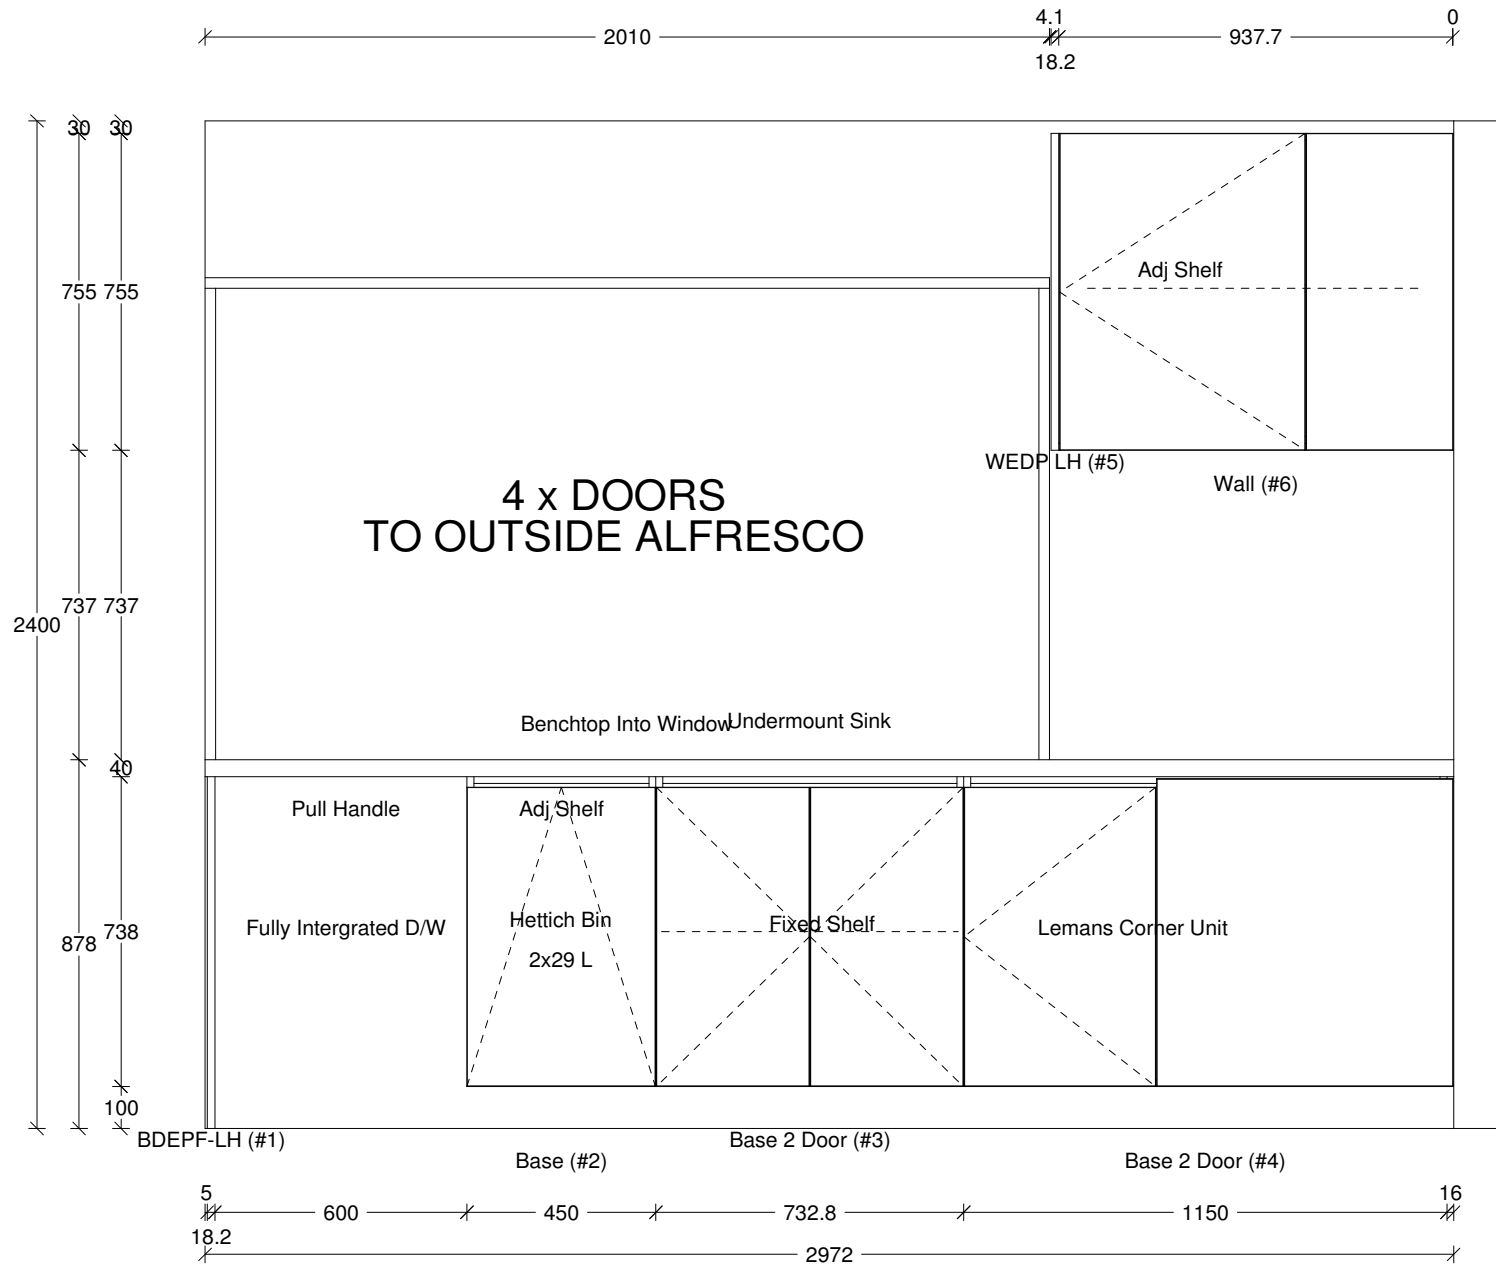 4.1
0
2010
937.7
18.2
30
30
755
755
Adj Shelf
WEDP LH (#5)
Wall (#6)
4 x DOORS
TO OUTSIDE ALFRESCO
737
737
2400
Benchtop Into Window
Undermount Sink
40
Pull Handle
Adj Shelf
Fully Intergrated D/W
Hettich Bin
2x29 L
Fixed Shelf
Lemans Corner Unit
878
738
100
BDEPF-LH (#1)
Base 2 Door (#3)
Base (#2)
Base 2 Door (#4)
5
16
600
450
732.8
1150
18.2
2972